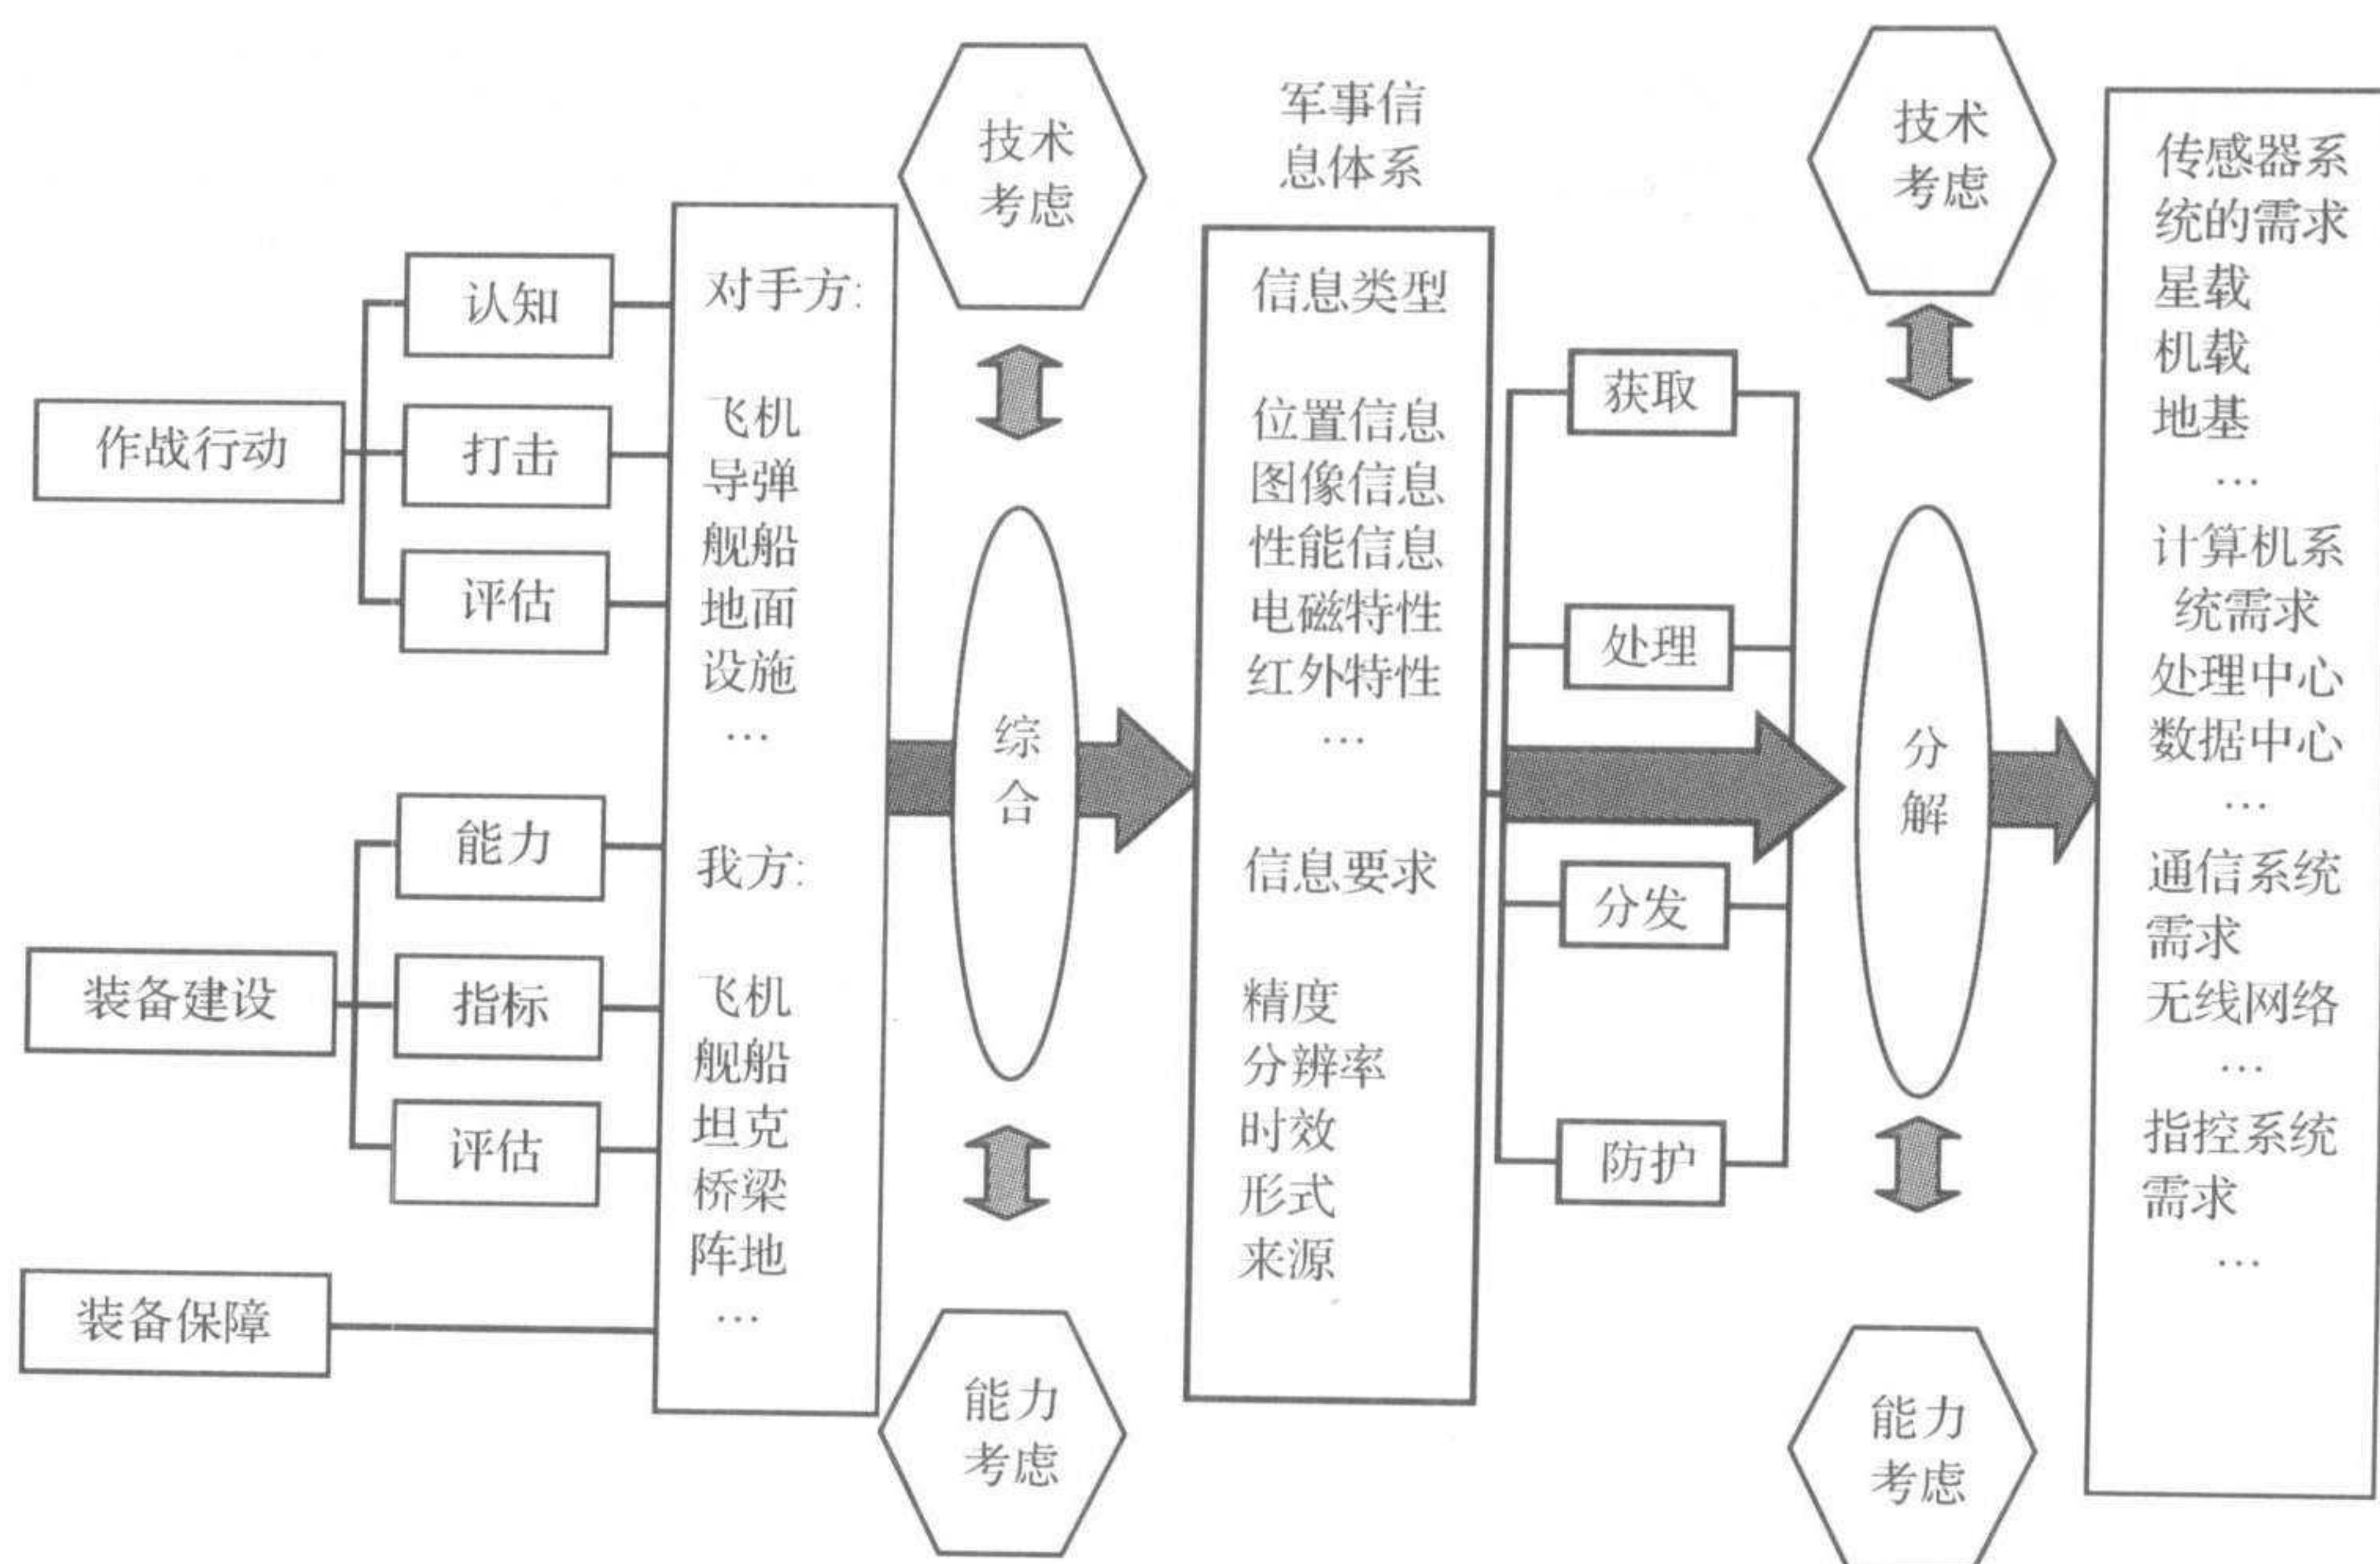 作战行动
认知
打击
评估
装备建设
能力
指标
评估
装备保障
对手方:
飞机
导弹
舰船
地面
设施
…
我方:
飞机
舰船
坦克
桥梁
阵地
…
技术
考虑
综
合
能力
考虑
军事信
息体系
信息类型
位置信息
图像信息
性能信息
电磁特性
红外特性
…
信息要求
精度
分辨率
时效
形式
来源
获取
处理
分发
防护
技术
考虑
分
解
能力
考虑
传感器系
统的需求
星载
机载
地基
…
计算机系
统需求
处理中心
数据中心
…
通信系统
需求
无线网络
…
指控系统
需求
…